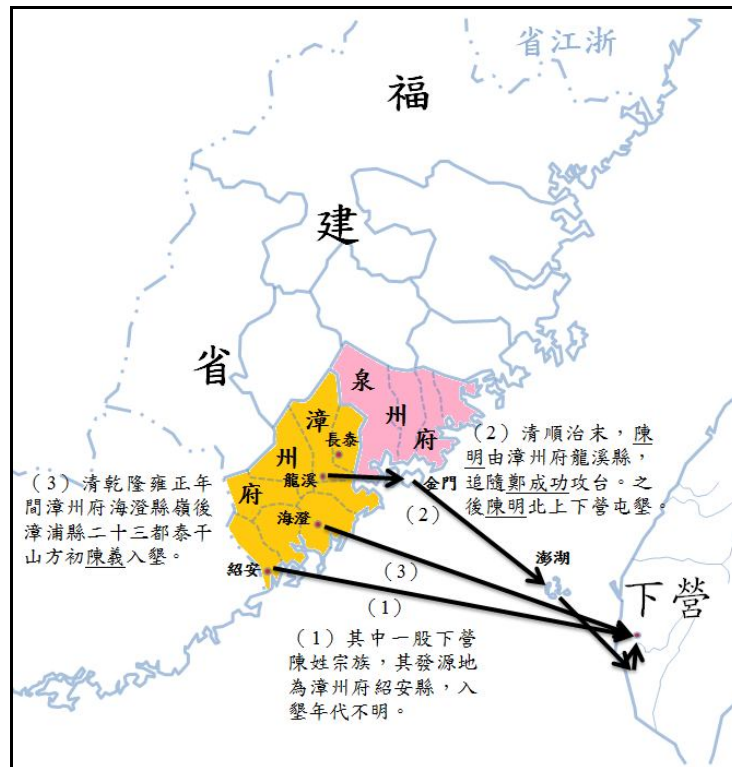 浙江省
福
建
省
泉
州
府
漳
州
府
長泰
龍溪
海澄
紹安
金門
澎湖
下營
（2）清順治末，陳
明由漳州府龍溪縣，
追隨鄭成功攻台。之
後陳明北上下營屯墾。
（2）
（3）清乾隆雍正年
間漳州府海澄縣嶺後
漳浦縣二十三都泰干
山方初陳義入墾。
（3）
（1）
（1）其中一股下營
陳姓宗族，其發源地
為漳州府紹安縣，入
墾年代不明。